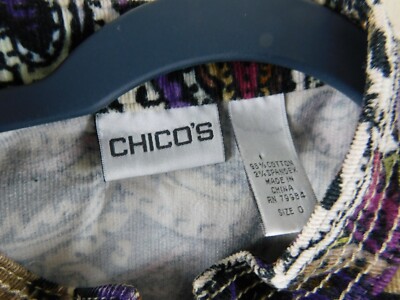 CHICO'S
98% COTTON
2% SPANDEX
MADE IN
CHINA
RN 79984
SIZE 0